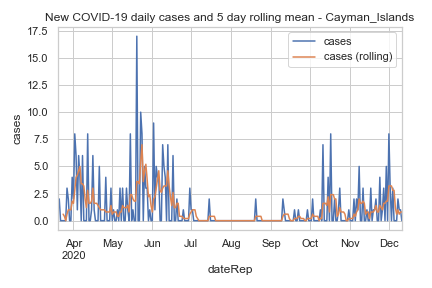 New COVID-19 daily cases and 5 day rolling mean - Cayman_Islands
cases
cases (rolling)
17.5
15.0
12.5
10.0
7.5
5.0
2.5
0.0
cases
Apr May Jun Jul Aug Sep Oct Nov Dec
2020
dateRep